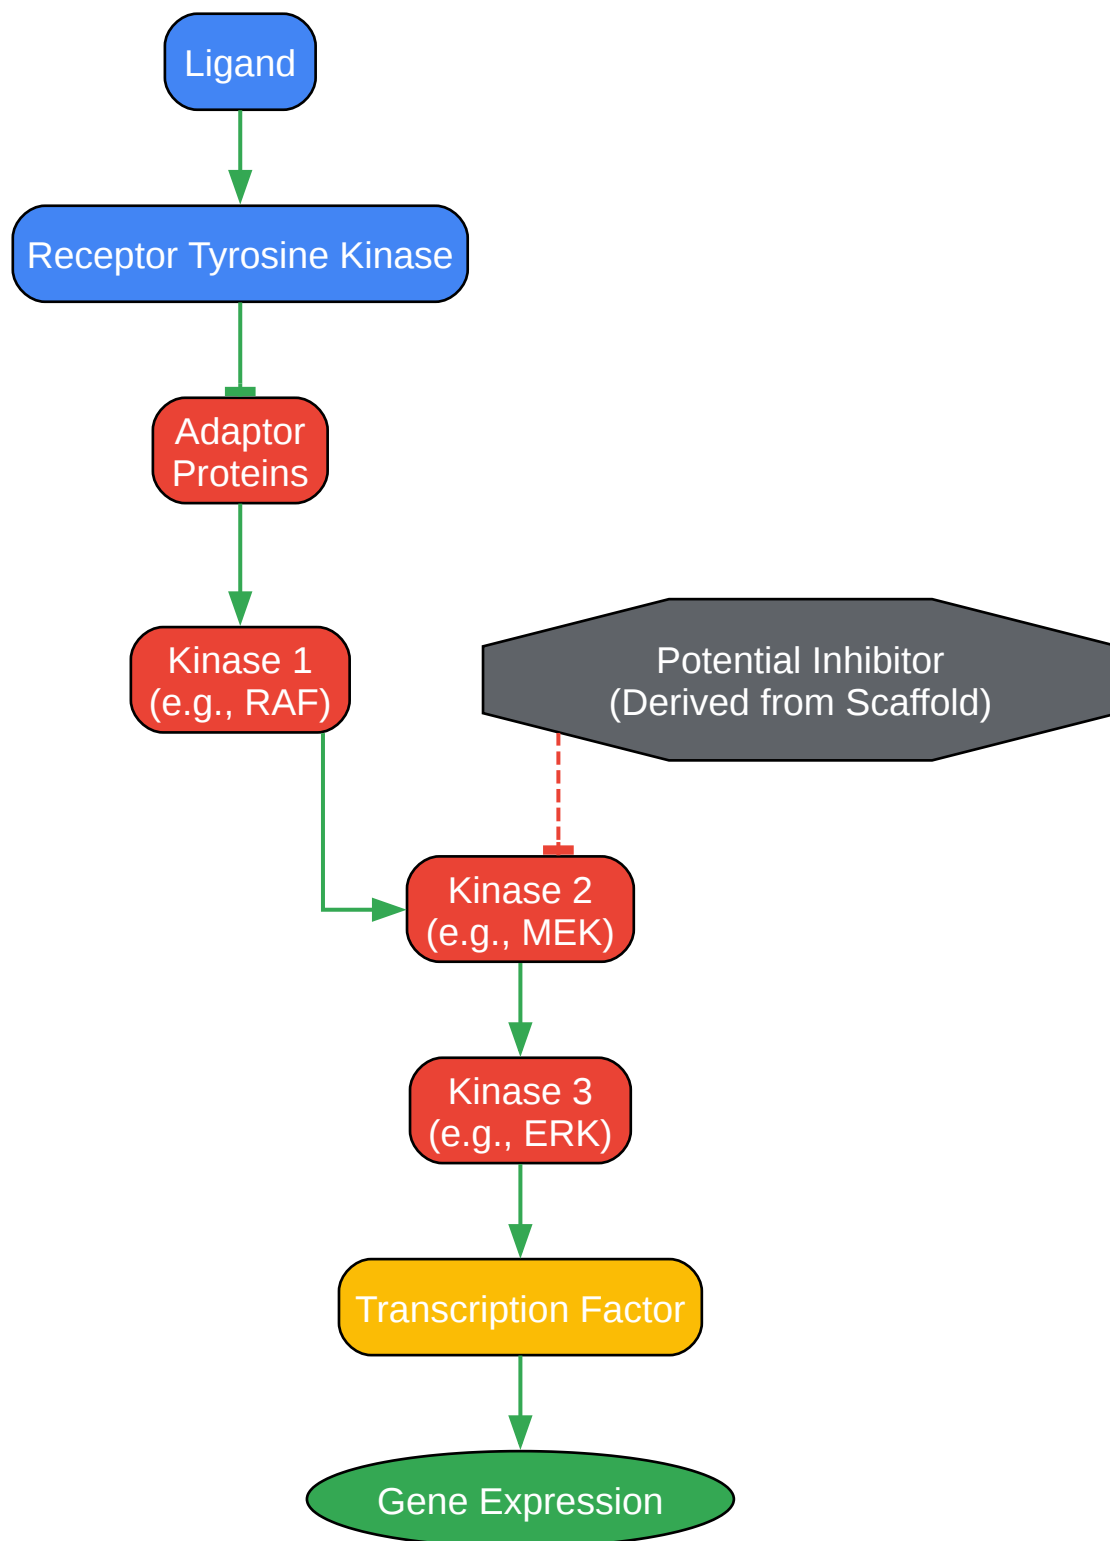 Ligand
Receptor Tyrosine Kinase
Adaptor
Proteins
Kinase 1
(e.g., RAF)
Potential Inhibitor
(Derived from Scaffold)
Kinase 2
(e.g., MEK)
Kinase 3
(e.g., ERK)
Transcription Factor
Gene Expression